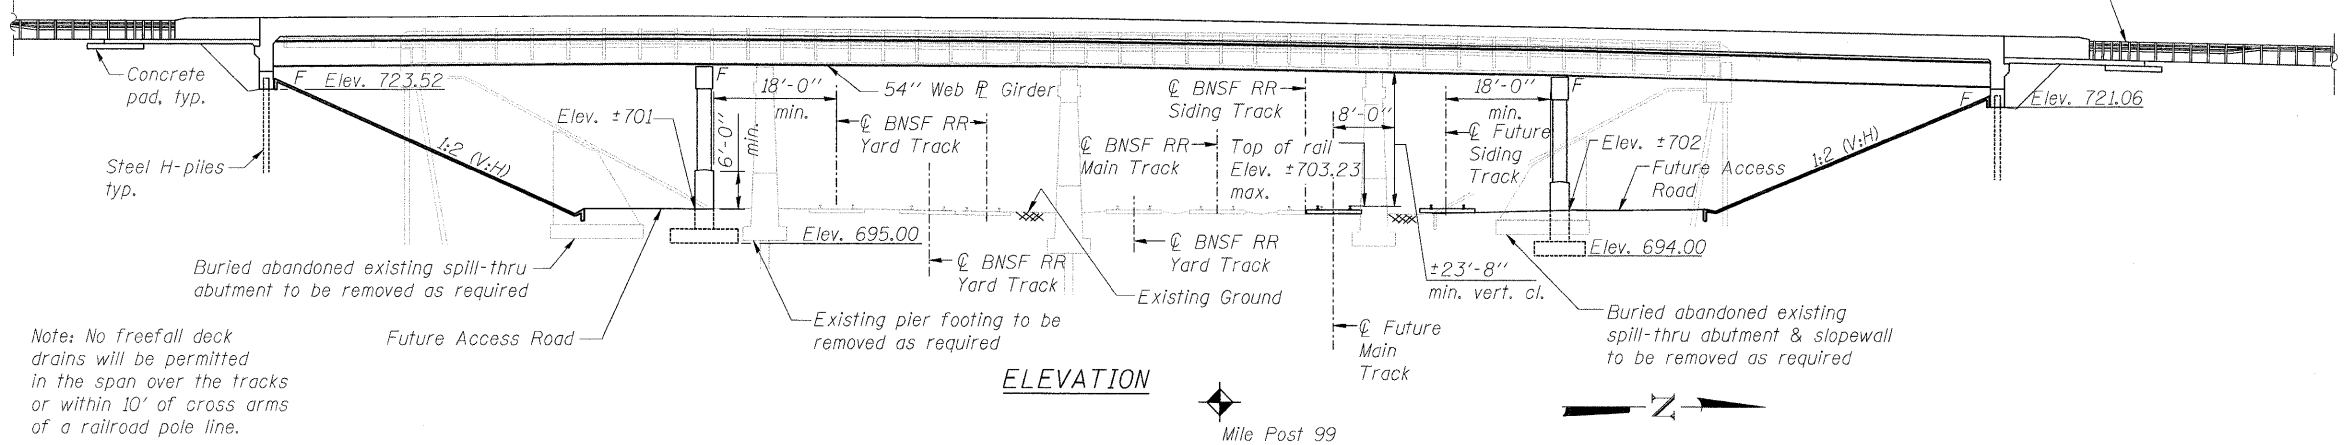 Concrete
pad, typ.
F
Elev. 723.52
Steel H-piles
typ.
1:2 (V:H)
Elev. ±701
F
18'-0"
min.
6'-0"
min.
54" Web ℙ Girder
℄ BNSF RR
Yard Track
℄ BNSF RR
Siding Track
℄ BNSF RR
Main Track
Top of rail
Elev. ±703.23
max.
8'-0"
18'-0"
min.
℄ Future
Siding
Track
F
Elev. 721.06
Elev. ±702
Future Access
Road
1:2 (V:H)
Elev. 695.00
℄ BNSF RR
Yard Track
℄ BNSF RR
Yard Track
Elev. 694.00
±23'-8"
min. vert. cl.
Existing Ground
Buried abandoned existing spill-thru
abutment to be removed as required
Future Access Road
Existing pier footing to be
removed as required
℄ Future
Main
Track
Buried abandoned existing
spill-thru abutment & slopewall
to be removed as required
Note: No freefall deck
drains will be permitted
in the span over the tracks
or within 10' of cross arms
of a railroad pole line.
ELEVATION
Mile Post 99
N